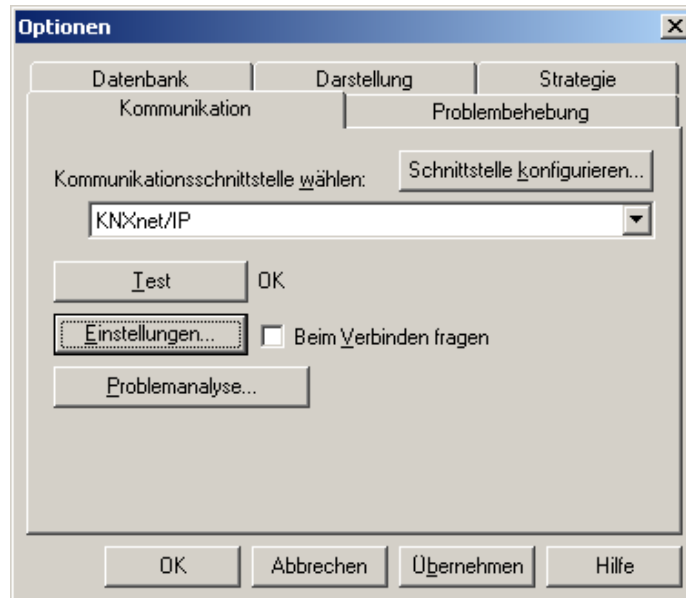 Optionen
Datenbank Darstellung Strategie
Kommunikation Problembehebung
Kommunikationsschnittstelle wählen: Schnittstelle konfigurieren...
KNXnet/IP
Test OK
Einstellungen... Beim Verbinden fragen
Problemanalyse...
OK Abbrechen Übernehmen Hilfe